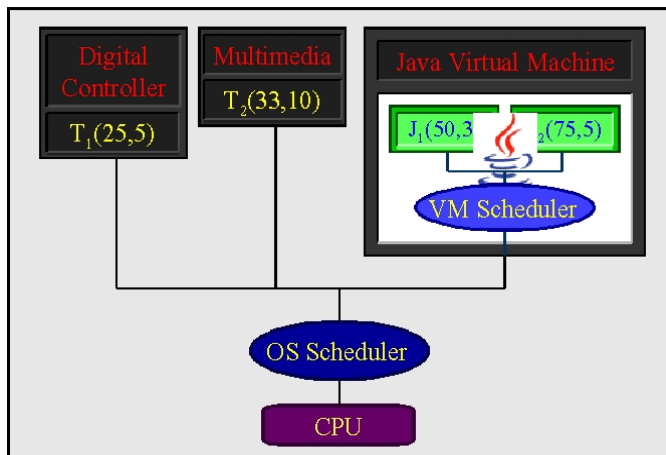 Digital
Controller
T₁(25,5)
Multimedia
T₂(33,10)
Java Virtual Machine
J₁(50,3
₂(75,5)
VM Scheduler
OS Scheduler
CPU